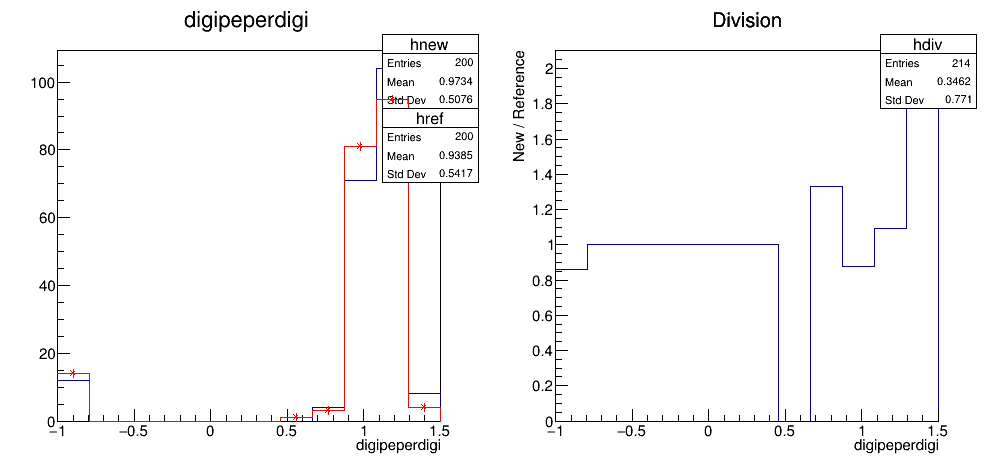 digipeperdigi
hnew
Entries 200
Mean 0.9734
Std Dev 0.5076
href
Entries 200
Mean 0.9385
Std Dev 0.5417
100
80
60
40
20
0
−1 −0.5 0 0.5 1 1.5
digipeperdigi
Division
hdiv
Entries 214
Mean 0.3462
Std Dev 0.771
New / Reference
2
1.8
1.6
1.4
1.2
1
0.8
0.6
0.4
0.2
0
−1 −0.5 0 0.5 1 1.5
digipeperdigi